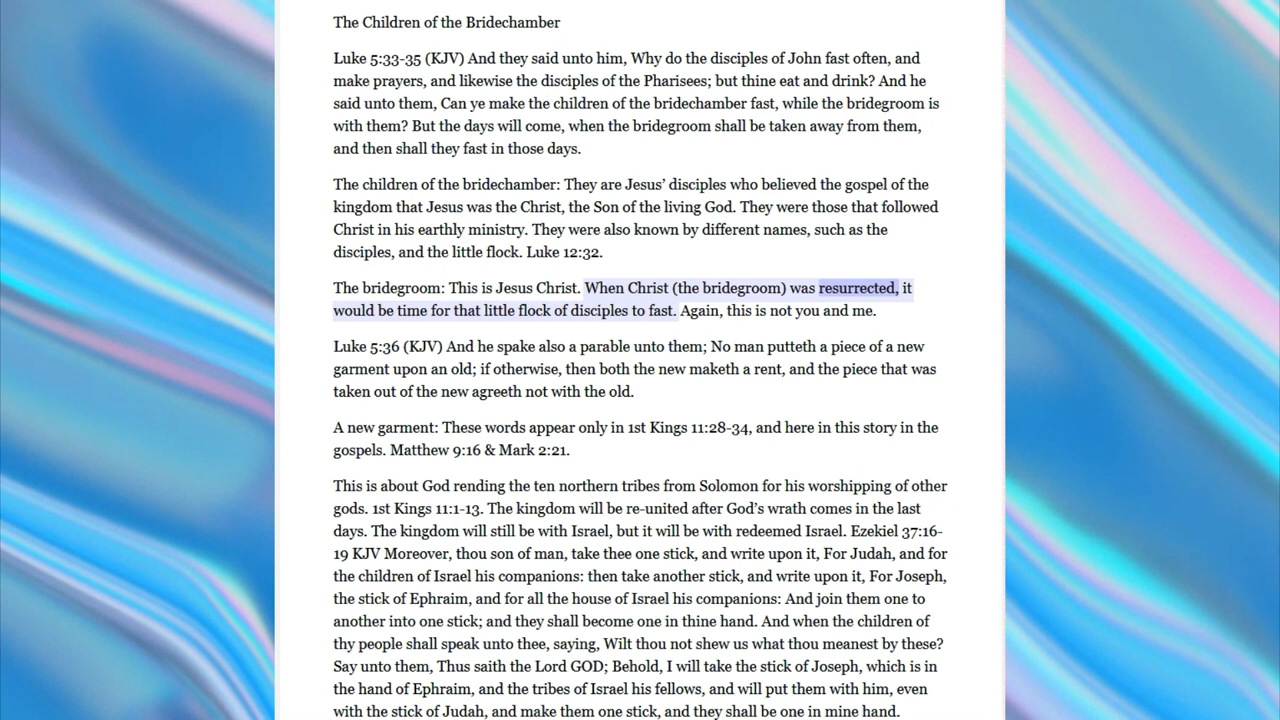 The Children of the Bridechamber
Luke 5:33-35 (KJV) And they said unto him, Why do the disciples of John fast often, and
make prayers, and likewise the disciples of the Pharisees; but thine eat and drink? And he
said unto them, Can ye make the children of the bridechamber fast, while the bridegroom is
with them? But the days will come, when the bridegroom shall be taken away from them,
and then shall they fast in those days.
The children of the bridechamber: They are Jesus’ disciples who believed the gospel of the
kingdom that Jesus was the Christ, the Son of the living God. They were those that followed
Christ in his earthly ministry. They were also known by different names, such as the
disciples, and the little flock. Luke 12:32.
The bridegroom: This is Jesus Christ. When Christ (the bridegroom) was resurrected, it
would be time for that little flock of disciples to fast. Again, this is not you and me.
Luke 5:36 (KJV) And he spake also a parable unto them; No man putteth a piece of a new
garment upon an old; if otherwise, then both the new maketh a rent, and the piece that was
taken out of the new agreeth not with the old.
A new garment: These words appear only in 1st Kings 11:28-34, and here in this story in the
gospels. Matthew 9:16 & Mark 2:21.
This is about God rending the ten northern tribes from Solomon for his worshipping of other
gods. 1st Kings 11:1-13. The kingdom will be re-united after God’s wrath comes in the last
days. The kingdom will still be with Israel, but it will be with redeemed Israel. Ezekiel 37:16-
19 KJV Moreover, thou son of man, take thee one stick, and write upon it, For Judah, and for
the children of Israel his companions: then take another stick, and write upon it, For Joseph,
the stick of Ephraim, and for all the house of Israel his companions: And join them one to
another into one stick; and they shall become one in thine hand. And when the children of
thy people shall speak unto thee, saying, Wilt thou not shew us what thou meanest by these?
Say unto them, Thus saith the Lord GOD; Behold, I will take the stick of Joseph, which is in
the hand of Ephraim, and the tribes of Israel his fellows, and will put them with him, even
with the stick of Judah, and make them one stick, and they shall be one in mine hand.